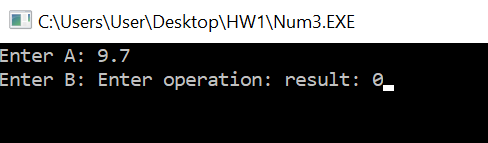 C:\Users\User\Desktop\HW1\Num3.EXE
Enter A: 9.7
Enter B: Enter operation: result: 0